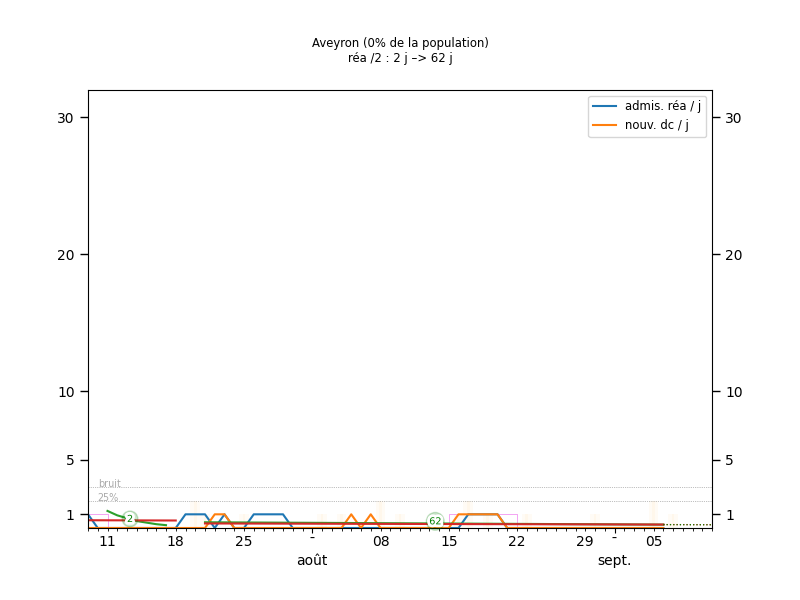 Aveyron (0% de la population)
réa /2 : 2 j –> 62 j
admis. réa / j
nouv. dc / j
30 30
20 20
10 10
5 5
bruit
25%
1 1
2 62
11 18 25 - 08 15 22 29 - 05
août sept.